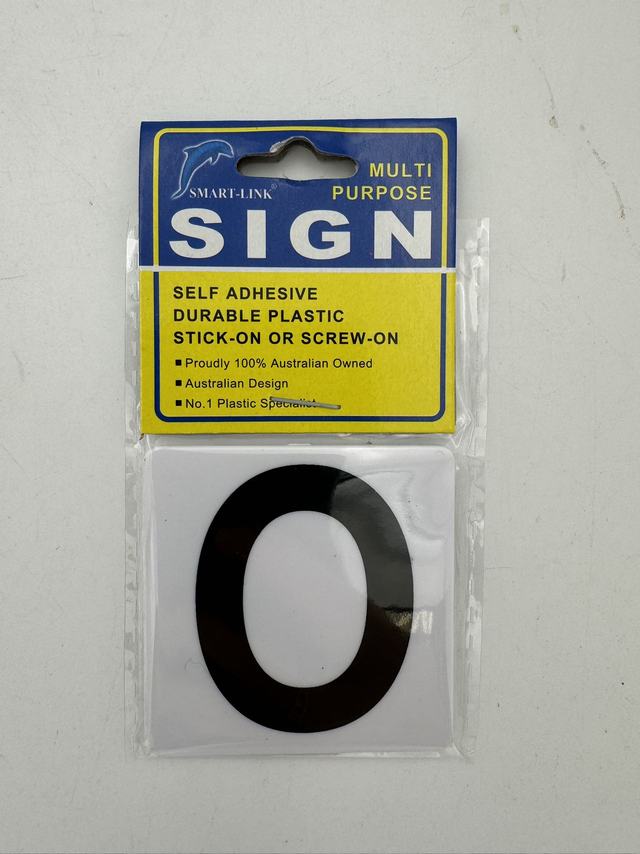 SMART-LINK®
MULTI
PURPOSE
SIGN
SELF ADHESIVE
DURABLE PLASTIC
STICK-ON OR SCREW-ON
■ Proudly 100% Australian Owned
■ Australian Design
■ No.1 Plastic Specialist
O